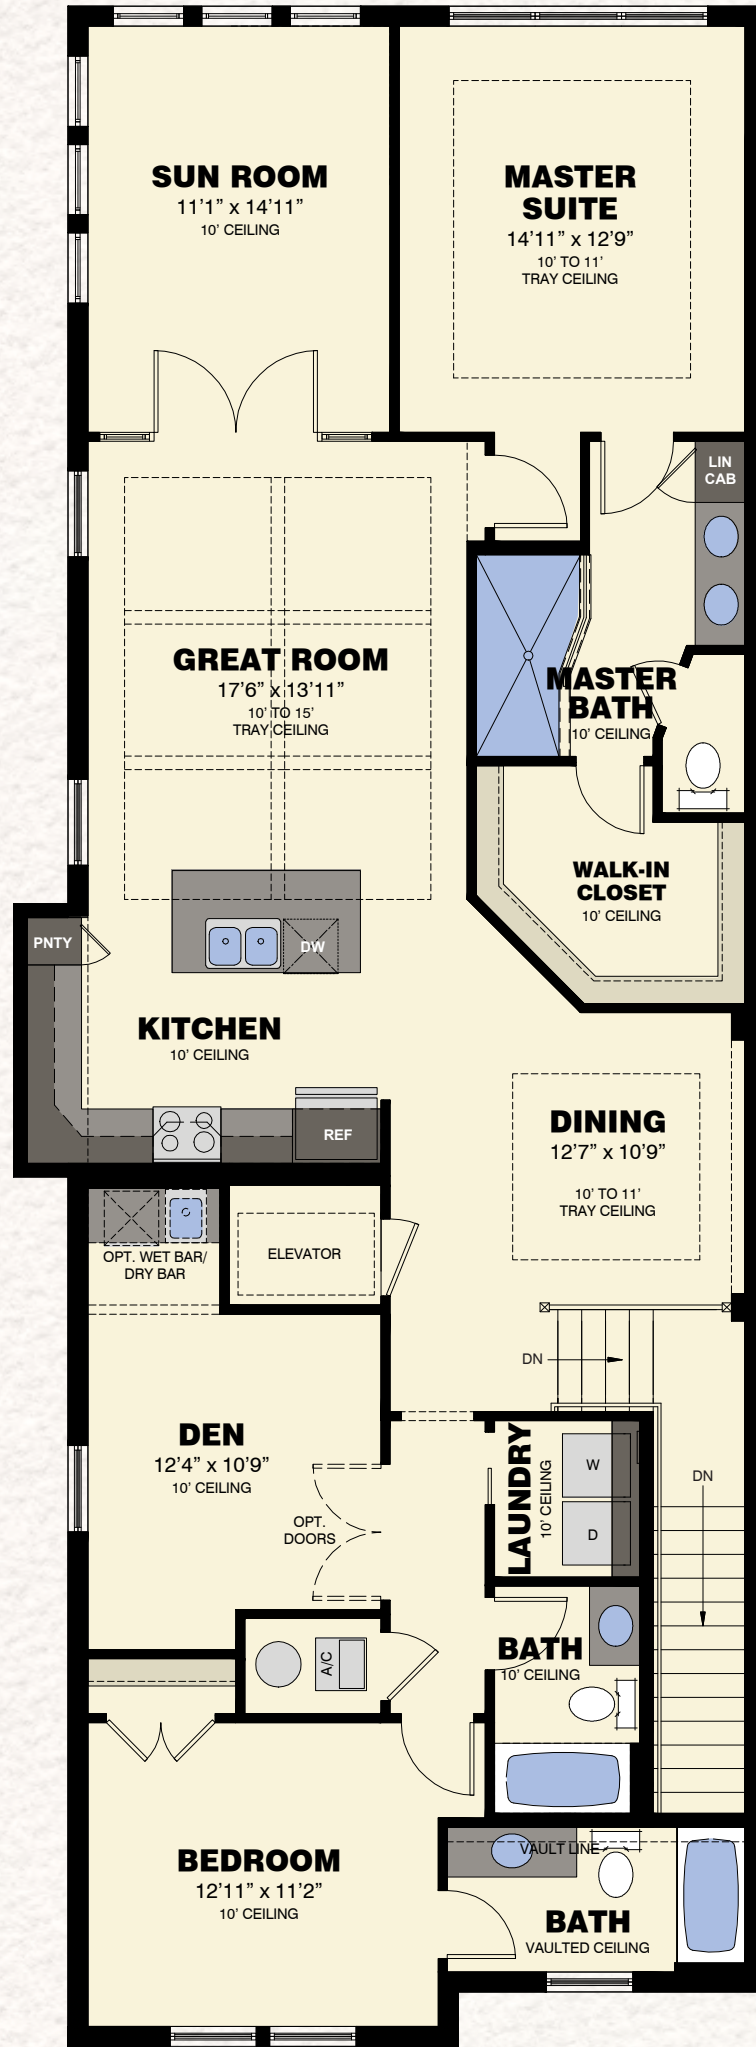 SUN ROOM
11'1” x 14'11”
10' CEILING
MASTER
SUITE
14'11” x 12'9”
10' TO 11'
TRAY CEILING
LIN
CAB
GREAT ROOM
17'6” x 13'11”
10' TO 15'
TRAY CEILING
MASTER
BATH
10' CEILING
WALK-IN
CLOSET
10' CEILING
PNTY
DW
KITCHEN
10' CEILING
REF
DINING
12'7” x 10'9”
10' TO 11'
TRAY CEILING
OPT. WET BAR/
DRY BAR
ELEVATOR
DN
DEN
12'4” x 10'9”
10' CEILING
OPT.
DOORS
LAUNDRY
10' CEILING
W
D
DN
A/C
BATH
10' CEILING
BEDROOM
12'11” x 11'2”
10' CEILING
VAULT LINE
BATH
VAULTED CEILING